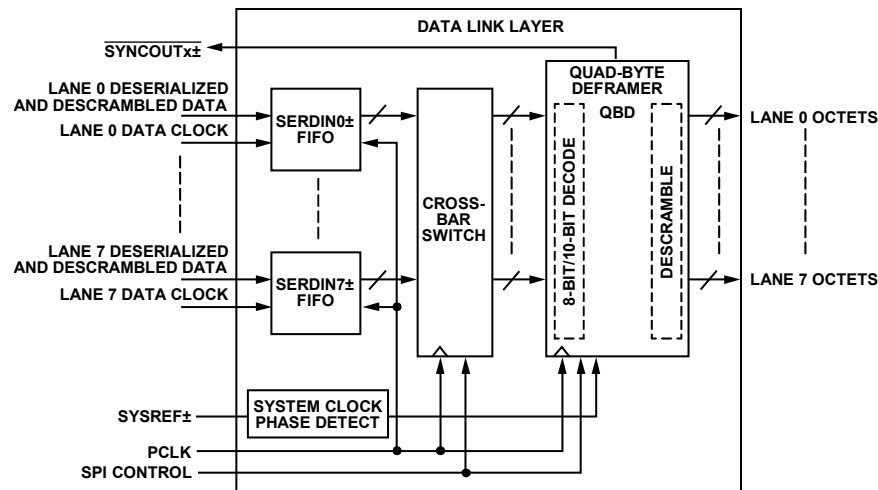 DATA LINK LAYER
SYNCOUTx±
QUAD-BYTE
DEFRAMER
QBD
LANE 0 DESERIALIZED
AND DESCRAMBLED DATA
LANE 0 DATA CLOCK
SERDIN0±
FIFO
LANE 0 OCTETS
CROSS-
BAR
SWITCH
8-BIT/10-BIT DECODE
DESCRAMBLE
LANE 7 DESERIALIZED
AND DESCRAMBLED DATA
LANE 7 DATA CLOCK
SERDIN7±
FIFO
LANE 7 OCTETS
SYSREF±
SYSTEM CLOCK
PHASE DETECT
PCLK
SPI CONTROL